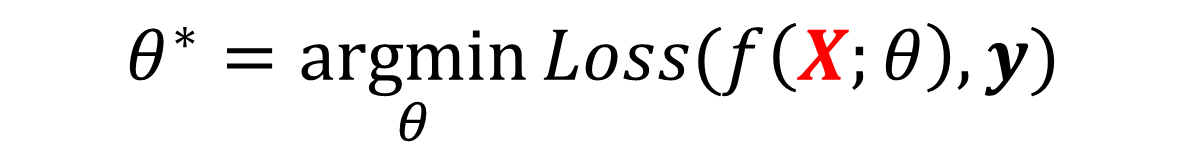 θ* = argmin Loss(f(X; θ), y)
θ